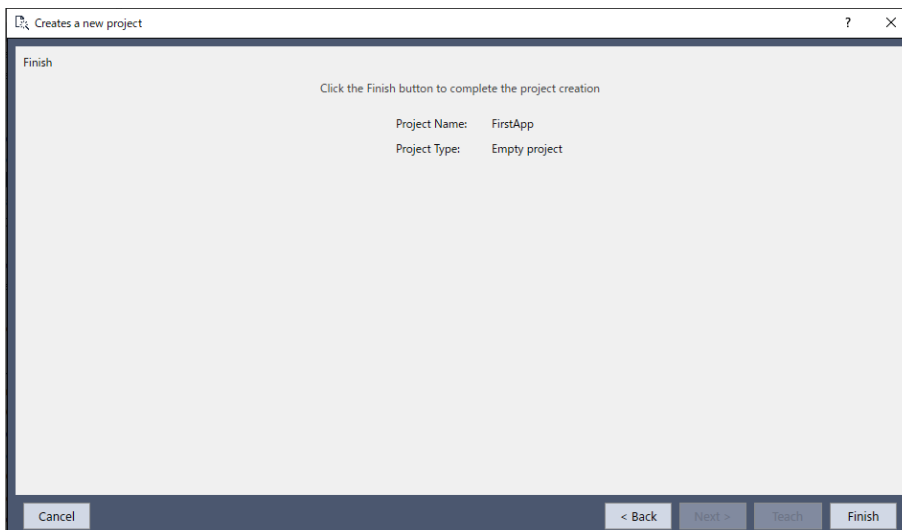 Creates a new project
?
Finish
Click the Finish button to complete the project creation
Project Name: FirstApp
Project Type: Empty project
Cancel < Back Next > Teach Finish